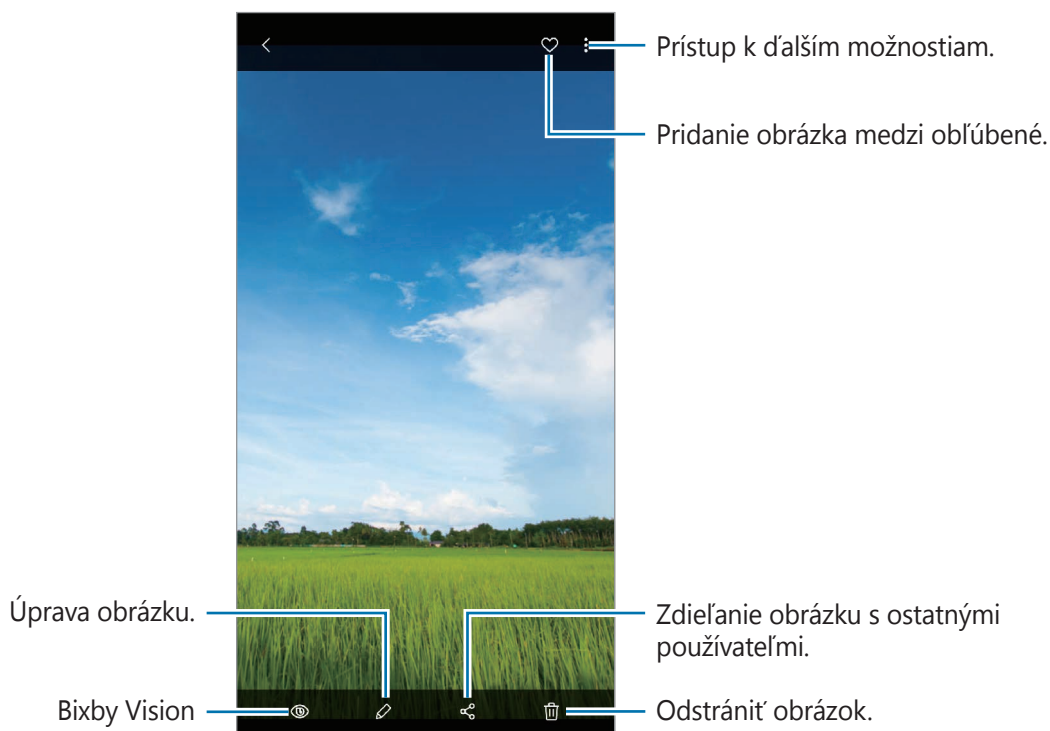 Prístup k ďalším možnostiam.
Pridanie obrázka medzi obľúbené.
Úprava obrázku.
Zdieľanie obrázku s ostatnými
používateľmi.
Bixby Vision
Odstrániť obrázok.